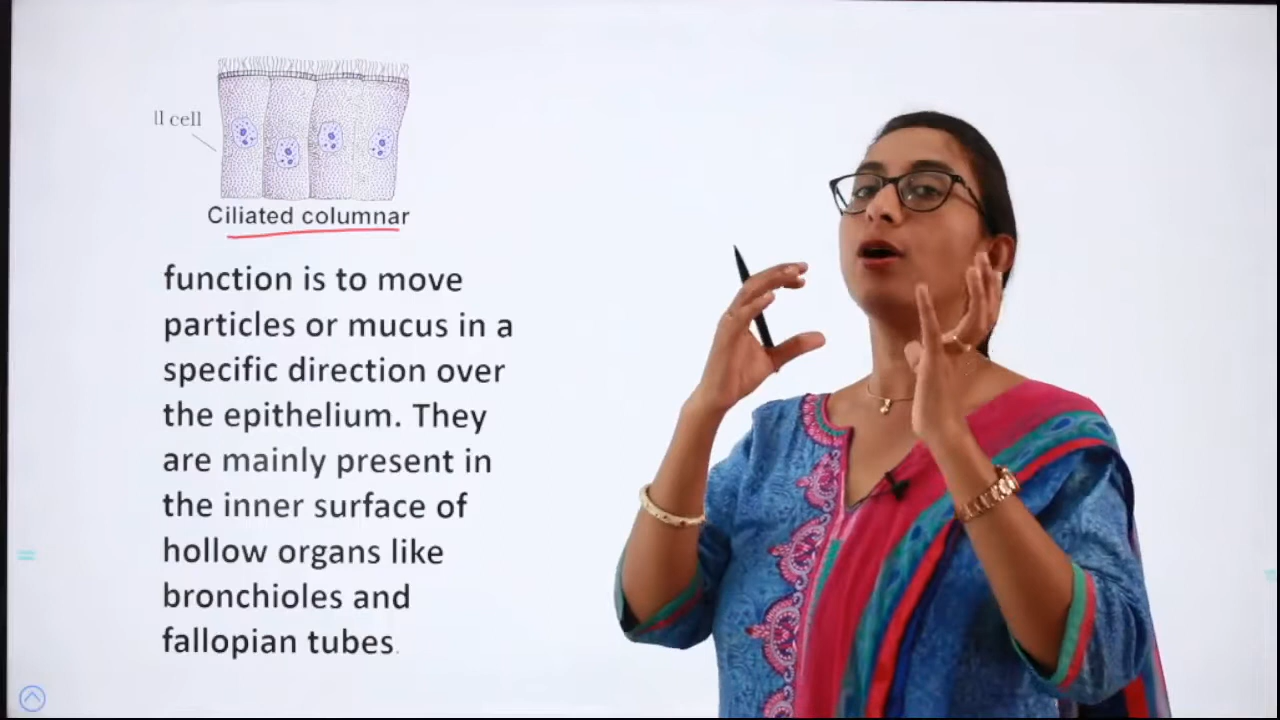 ll cell
Ciliated columnar
function is to move
particles or mucus in a
specific direction over
the epithelium. They
are mainly present in
the inner surface of
hollow organs like
bronchioles and
fallopian tubes.